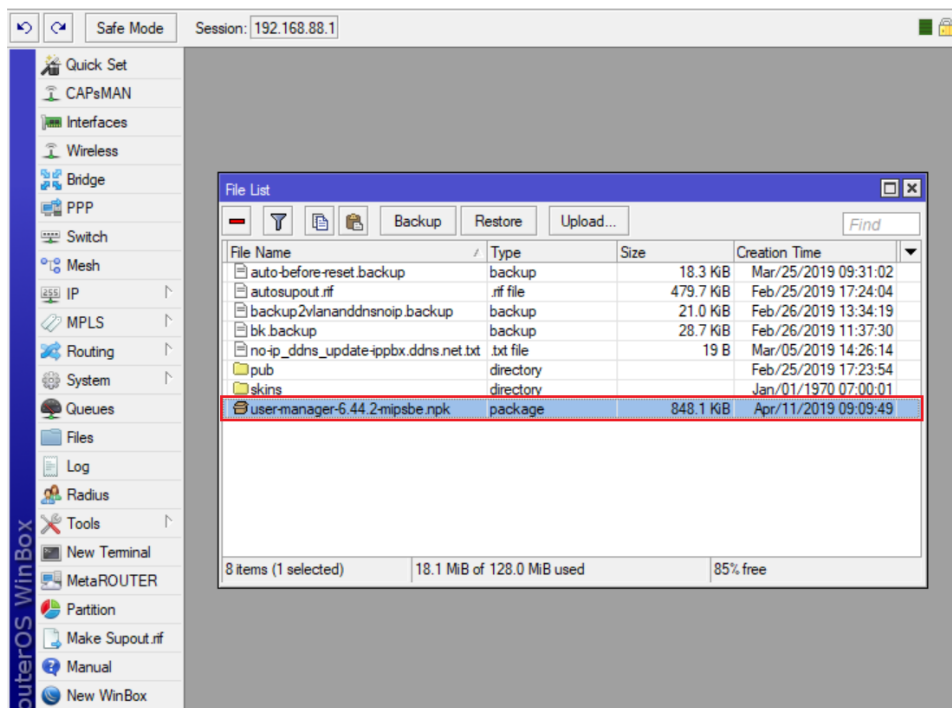 Safe Mode Session: 192.168.88.1
Quick Set
CAPsMAN
Interfaces
Wireless
Bridge
PPP
Switch
Mesh
255 IP
MPLS
Routing
System
Queues
Files
Log
Radius
Tools
New Terminal
MetaROUTER
Partition
Make Supout.rif
Manual
New WinBox
outerOS WinBox
File List
Backup Restore Upload... Find
File Name Type Size Creation Time
auto-before-reset.backup backup 18.3 KiB Mar/25/2019 09:31:02
autosupout.rif .rif file 479.7 KiB Feb/25/2019 17:24:04
backup2vlananddnsnoip.backup backup 21.0 KiB Feb/26/2019 13:34:19
bk.backup backup 28.7 KiB Feb/26/2019 11:37:30
no-ip_ddns_update-ippbx.ddns.net.txt .txt file 19 B Mar/05/2019 14:26:14
pub directory Feb/25/2019 17:23:54
skins directory Jan/01/1970 07:00:01
user-manager-6.44.2-mipsbe.npk package 848.1 KiB Apr/11/2019 09:09:49
8 items (1 selected) 18.1 MiB of 128.0 MiB used 85% free